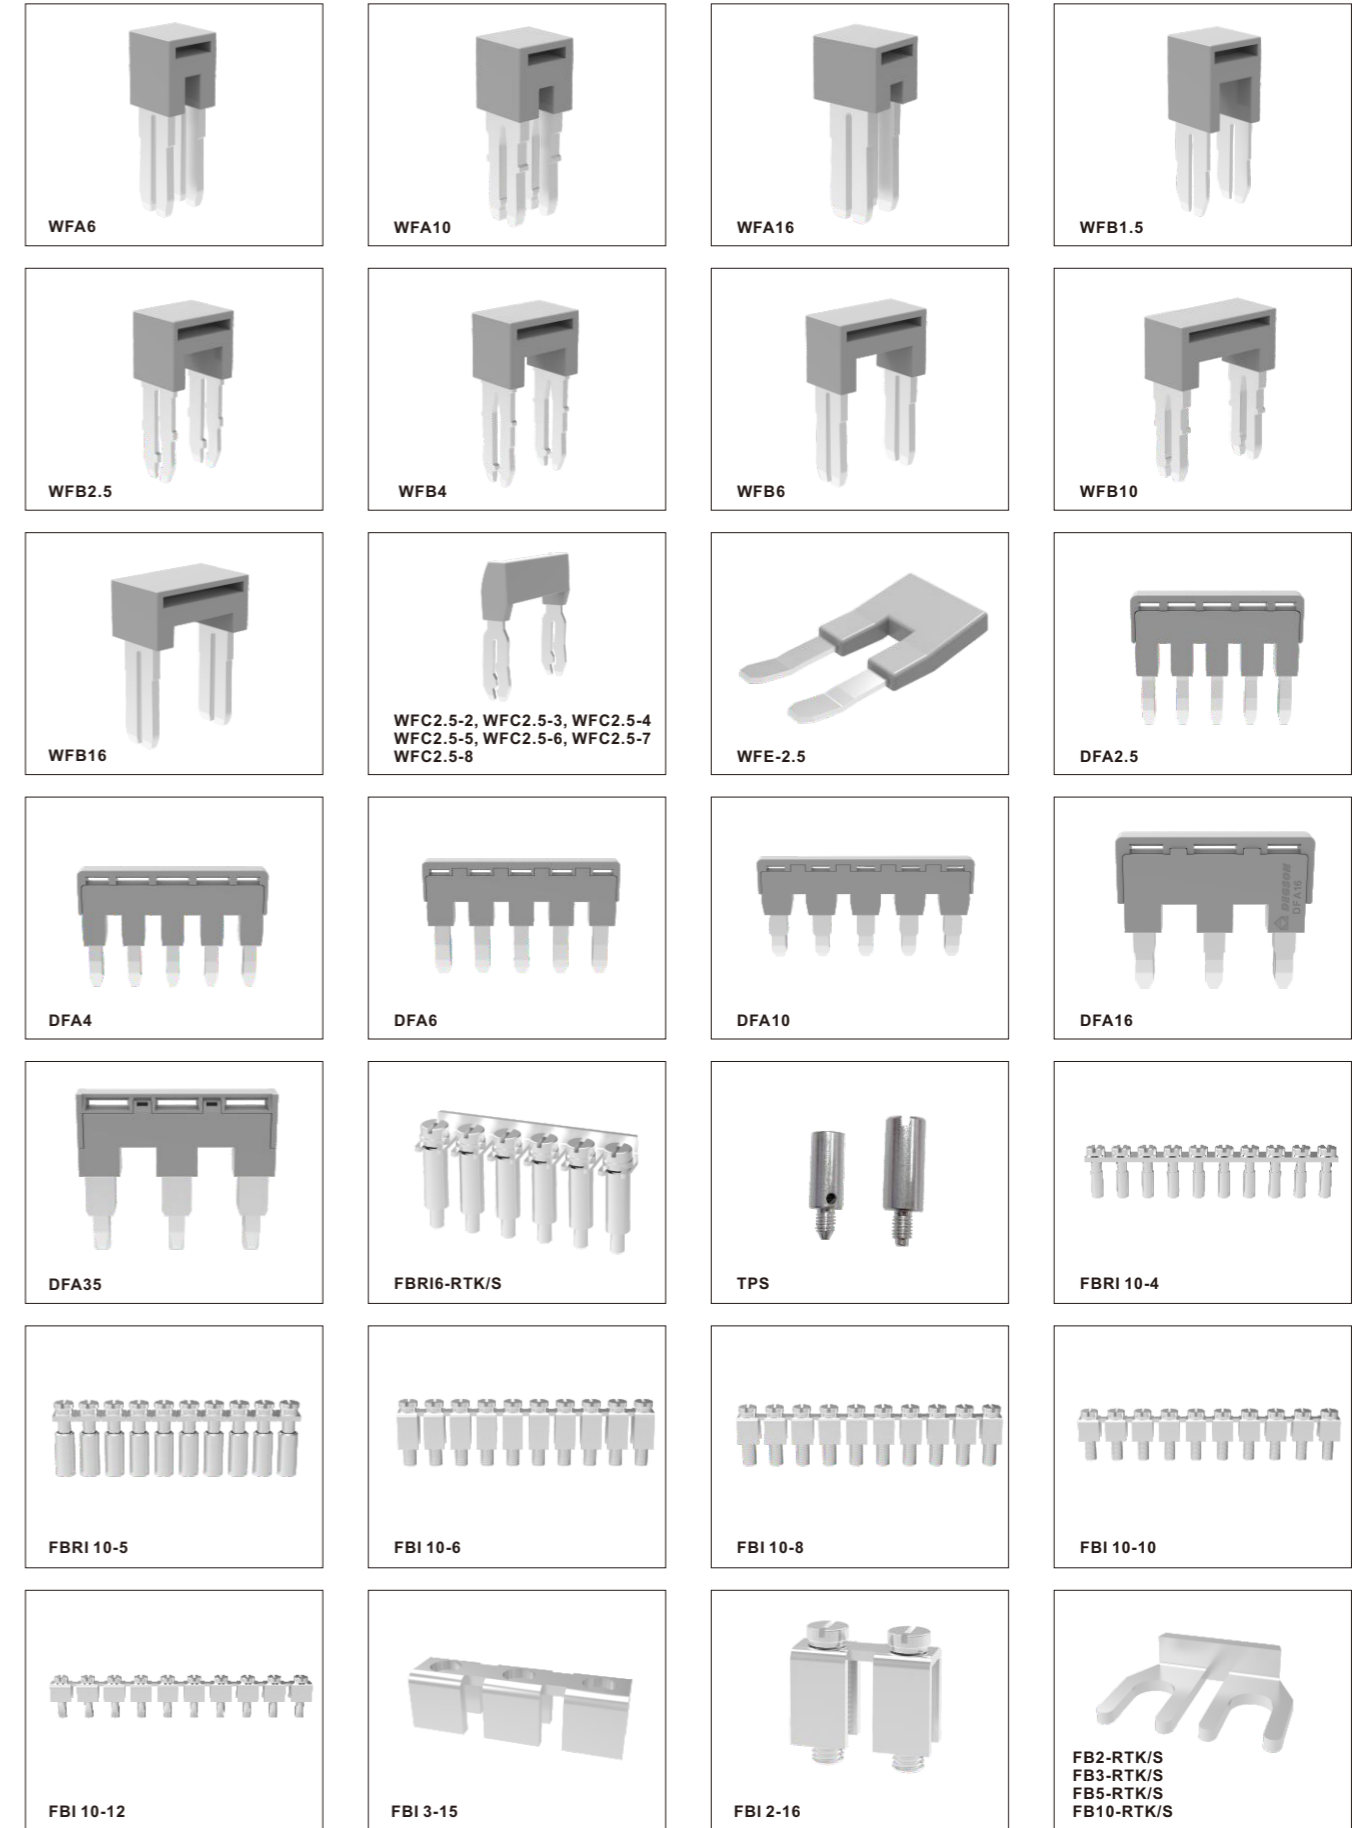 WFA6
WFA10
WFA16
WFB1.5
WFB2.5
WFB4
WFB6
WFB10
WFB16
WFC2.5-2, WFC2.5-3, WFC2.5-4
WFC2.5-5, WFC2.5-6, WFC2.5-7
WFC2.5-8
WFE-2.5
DFA2.5
DFA4
DFA6
DFA10
DFA16
DFA16
DFA35
FBRI6-RTK/S
TPS
FBRI 10-4
FBRI 10-5
FBI 10-6
FBI 10-8
FBI 10-10
FBI 10-12
FBI 3-15
FBI 2-16
FB2-RTK/S
FB3-RTK/S
FB5-RTK/S
FB10-RTK/S